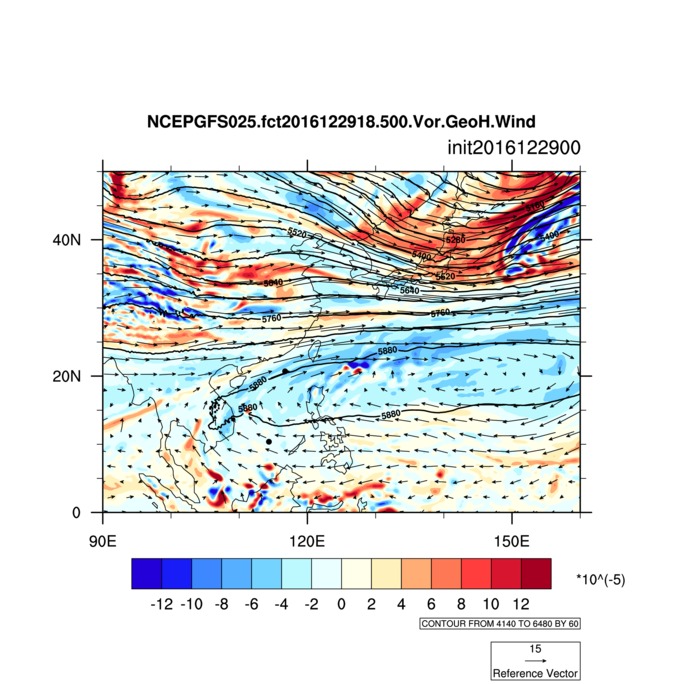 NCEPGFS025.fct2016122918.500.Vor.GeoH.Wind
init2016122900
5520
5280
5400
5400
5520
5640
5640
5760
5760
5880
5880
5880
5880
40N
20N
0
90E 120E 150E
-12 -10 -8 -6 -4 -2 0 2 4 6 8 10 12
*10^(-5)
CONTOUR FROM 4140 TO 6480 BY 60
15
Reference Vector